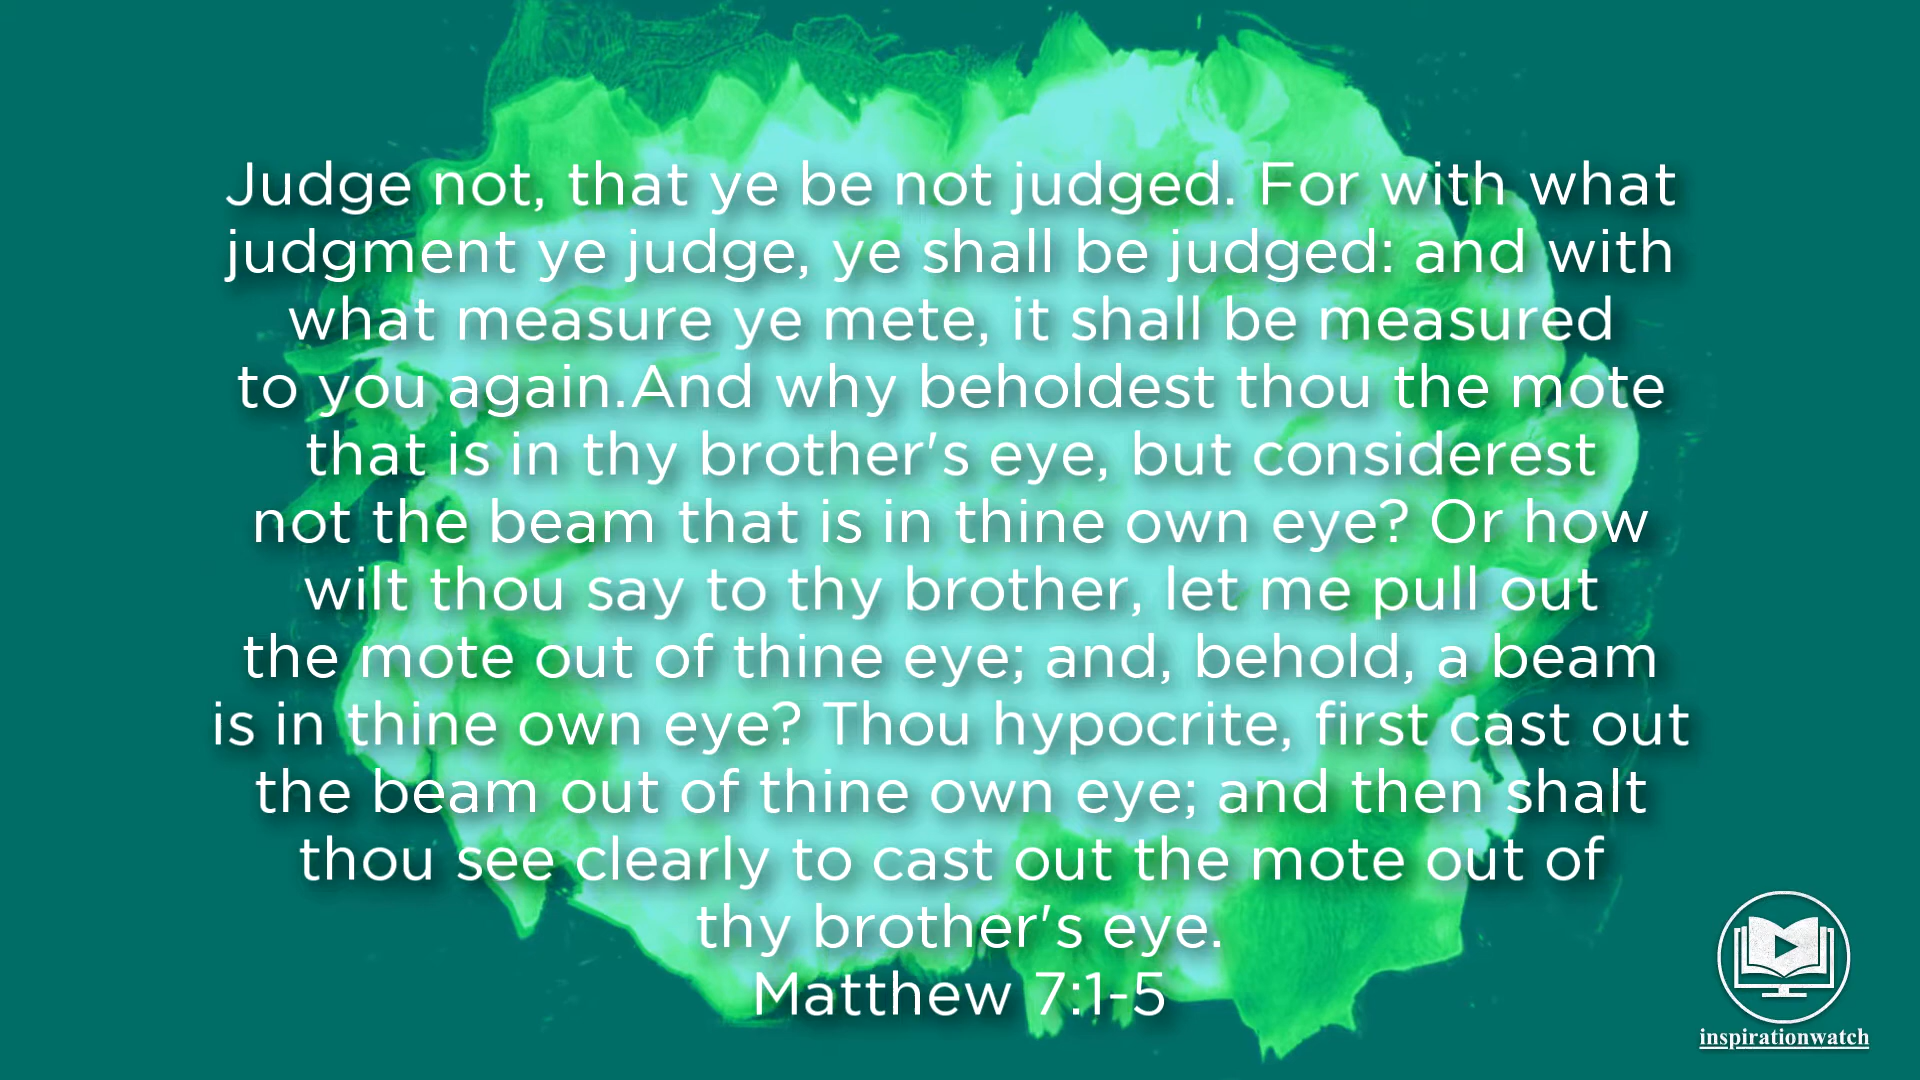 Judge not, that ye be not judged. For with what
judgment ye judge, ye shall be judged: and with
what measure ye mete, it shall be measured
to you again.And why beholdest thou the mote
that is in thy brother's eye, but considerest
not the beam that is in thine own eye? Or how
wilt thou say to thy brother, let me pull out
the mote out of thine eye; and, behold, a beam
is in thine own eye? Thou hypocrite, first cast out
the beam out of thine own eye; and then shalt
thou see clearly to cast out the mote out of
thy brother's eye.
Matthew 7:1-5
inspirationwatch